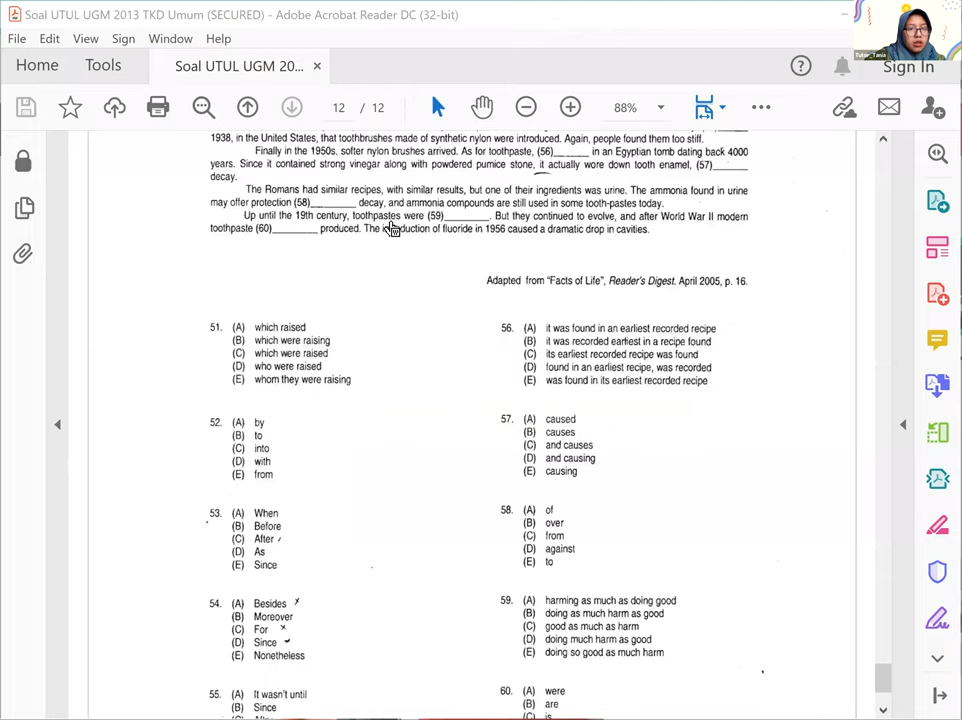 Soal UTUL UGM 2013 TKD Umum (SECURED) - Adobe Acrobat Reader DC (32-bit)
File Edit View Sign Window Help
Tutor_Tania
Home Tools Soal UTUL UGM 20... × Sign In
12 / 12 88%
1938, in the United States, that toothbrushes made of synthetic nylon were introduced. Again, people found them too stiff.
Finally in the 1950s, softer nylon brushes arrived. As for toothpaste, (56)______ in an Egyptian tomb dating back 4000
years. Since it contained strong vinegar along with powdered pumice stone, it actually wore down tooth enamel, (57)______
decay.
The Romans had similar recipes, with similar results, but one of their ingredients was urine. The ammonia found in urine
may offer protection (58)________ decay, and ammonia compounds are still used in some tooth-pastes today.
Up until the 19th century, toothpastes were (59)________. But they continued to evolve, and after World War II modern
toothpaste (60)________ produced. The introduction of fluoride in 1956 caused a dramatic drop in cavities.
Adapted from "Facts of Life", Reader's Digest. April 2005, p. 16.
51. (A) which raised
(B) which were raising
(C) which were raised
(D) who were raised
(E) whom they were raising
52. (A) by
(B) to
(C) into
(D) with
(E) from
53. (A) When
(B) Before
(C) After
(D) As
(E) Since
54. (A) Besides
(B) Moreover
(C) For
(D) Since
(E) Nonetheless
55. (A) It wasn't until
(B) Since
56. (A) it was found in an earliest recorded recipe
(B) it was recorded earliest in a recipe found
(C) its earliest recorded recipe was found
(D) found in an earliest recipe, was recorded
(E) was found in its earliest recorded recipe
57. (A) caused
(B) causes
(C) and causes
(D) and causing
(E) causing
58. (A) of
(B) over
(C) from
(D) against
(E) to
59. (A) harming as much as doing good
(B) doing as much harm as good
(C) good as much as harm
(D) doing much harm as good
(E) doing so good as much harm
60. (A) were
(B) are
(C) is